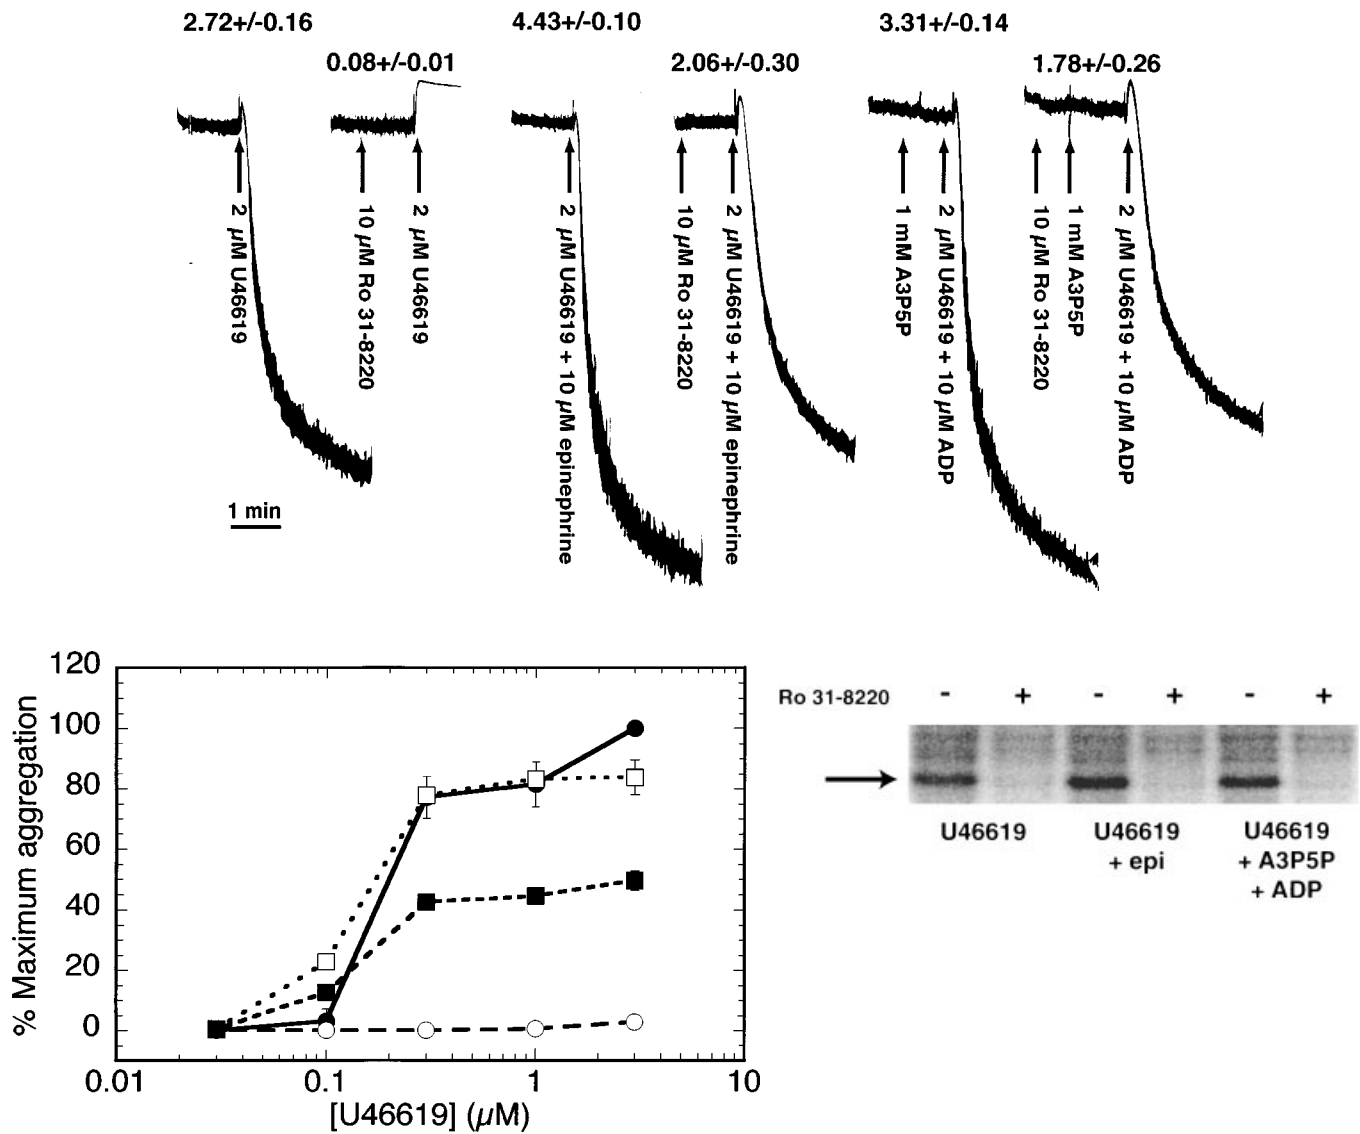 2.72+/-0.16
4.43+/-0.10
3.31+/-0.14
0.08+/-0.01
2.06+/-0.30
1.78+/-0.26
2 µM U46619
10 µM Ro 31-8220
2 µM U46619
2 µM U46619 + 10 µM epinephrine
10 µM Ro 31-8220
2 µM U46619 + 10 µM epinephrine
1 mM A3P5P
2 µM U46619 + 10 µM ADP
10 µM Ro 31-8220
1 mM A3P5P
2 µM U46619 + 10 µM ADP
1 min
% Maximum aggregation
120
100
80
60
40
20
0
0.01
0.1
1
10
[U46619] (µM)
Ro 31-8220 - + - + - +
U46619
U46619
+ epi
U46619
+ A3P5P
+ ADP